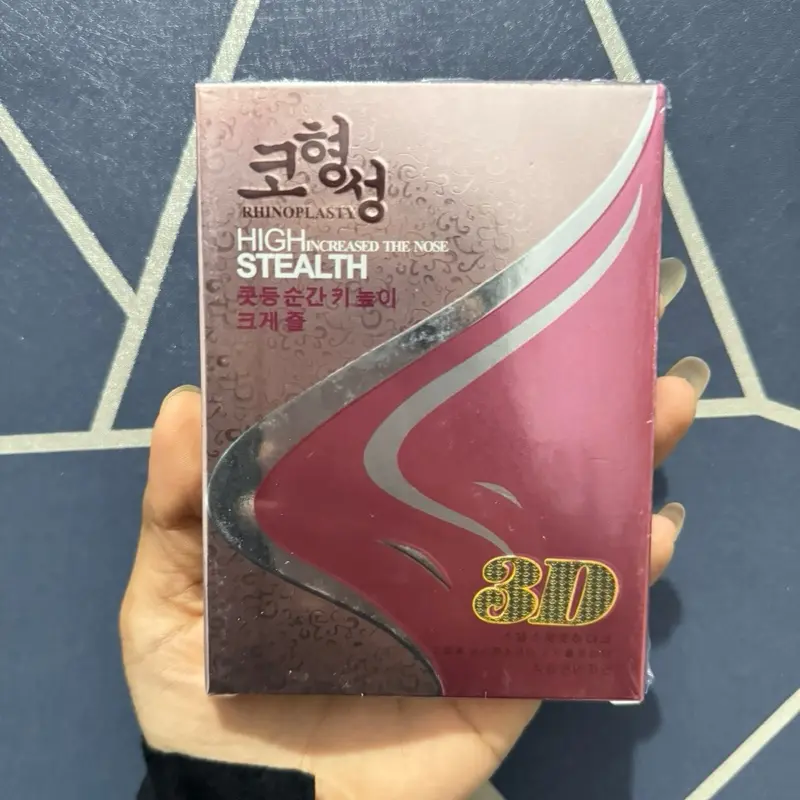 코형성
RHINOPLASTY
HIGH INCREASED THE NOSE
STEALTH
콧등 순간 키 높이
크게 줄
3D